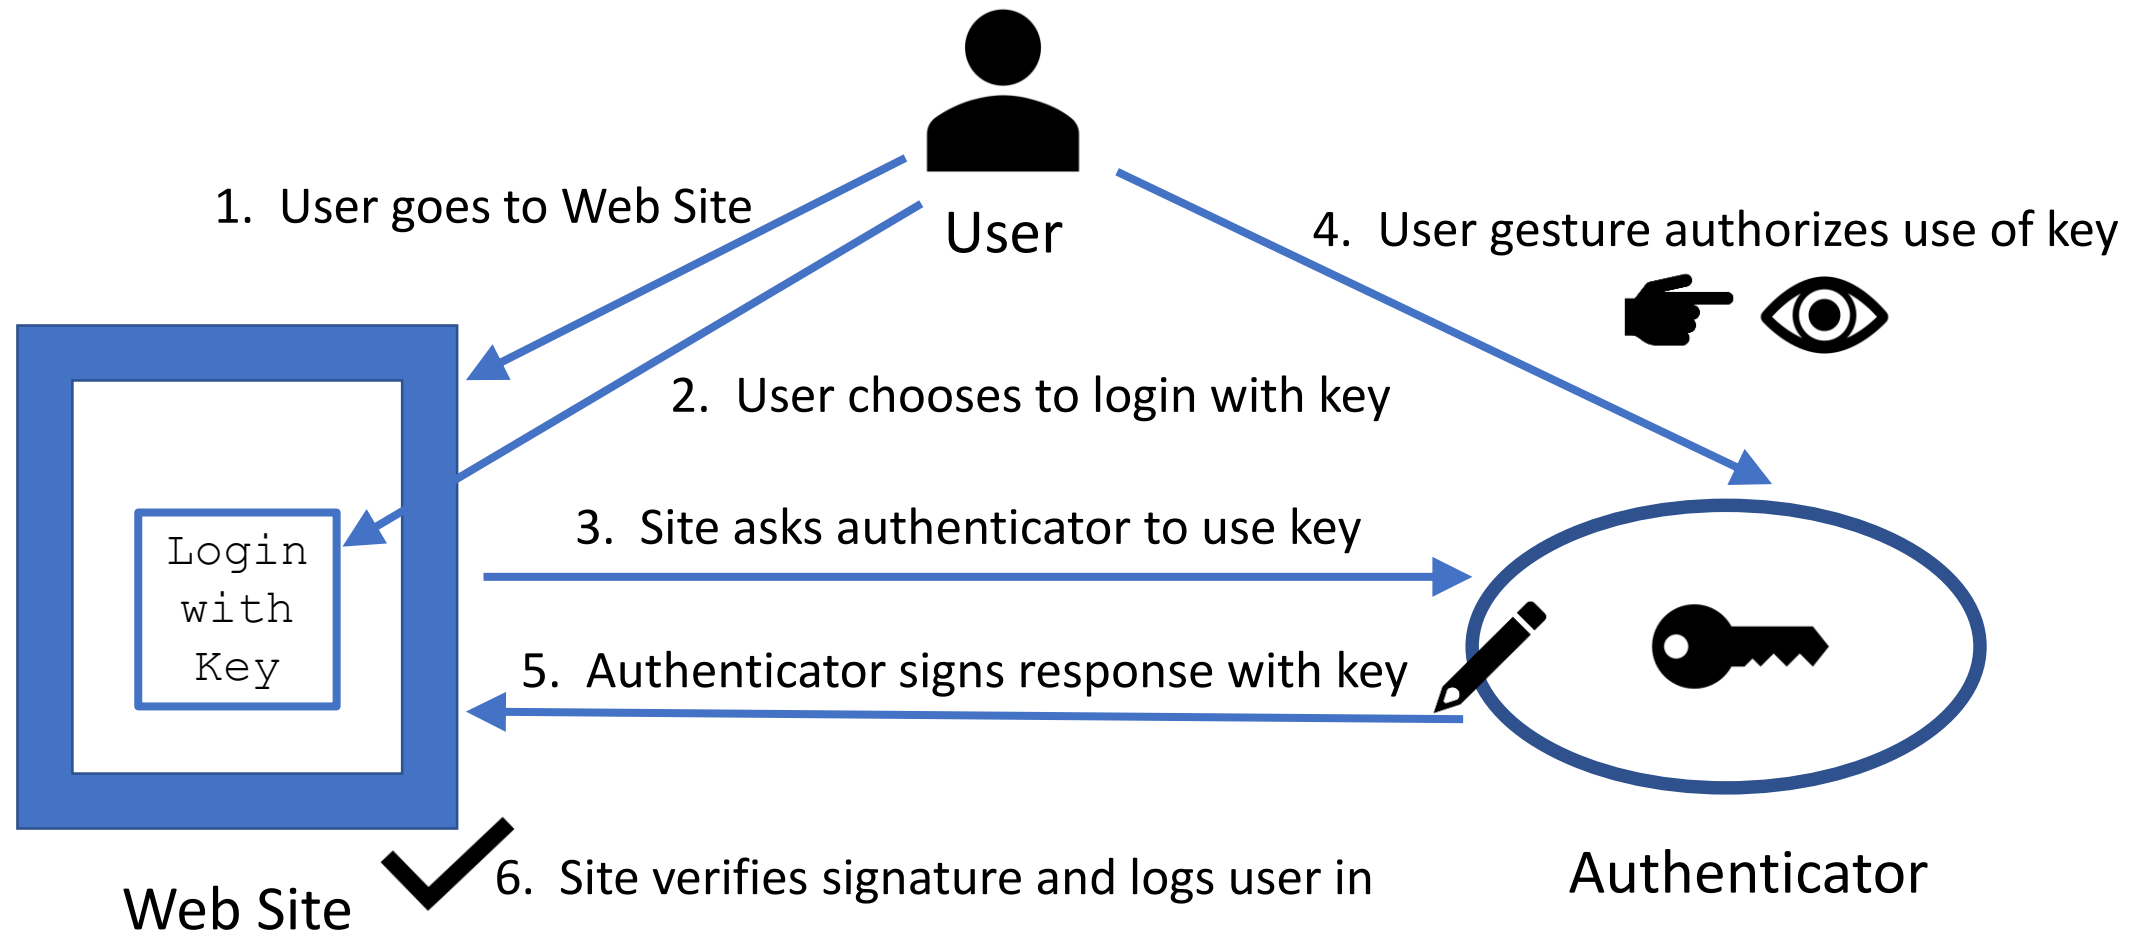 User
1. User goes to Web Site
4. User gesture authorizes use of key
2. User chooses to login with key
3. Site asks authenticator to use key
Login
with
Key
5. Authenticator signs response with key
6. Site verifies signature and logs user in
Web Site
Authenticator